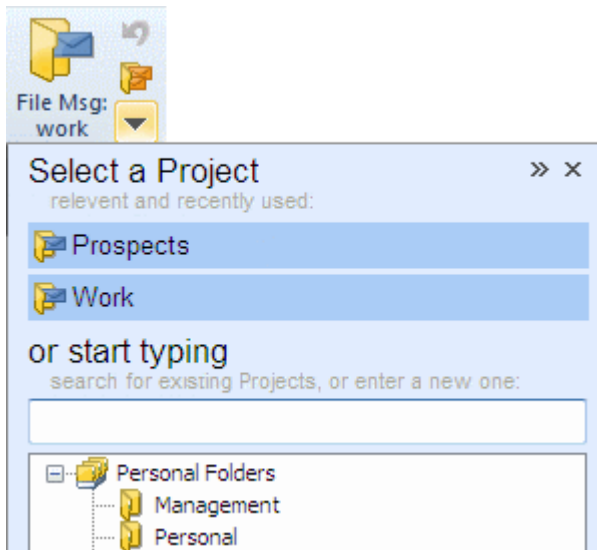 File Msg:
work
Select a Project
relevent and recently used:
Prospects
Work
or start typing
search for existing Projects, or enter a new one:
Personal Folders
Management
Personal